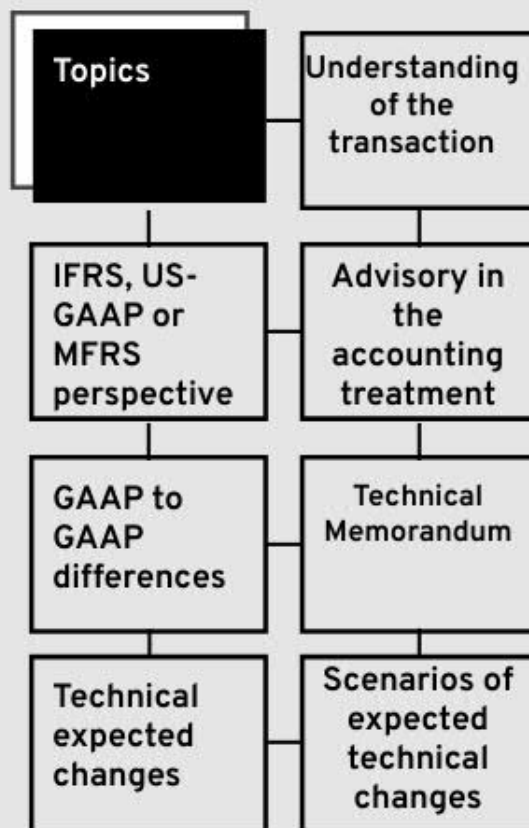 Topics
Understanding
of the
transaction
IFRS, US-
GAAP or
MFRS
perspective
Advisory in
the
accounting
treatment
GAAP to
GAAP
differences
Technical
Memorandum
Technical
expected
changes
Scenarios of
expected
technical
changes